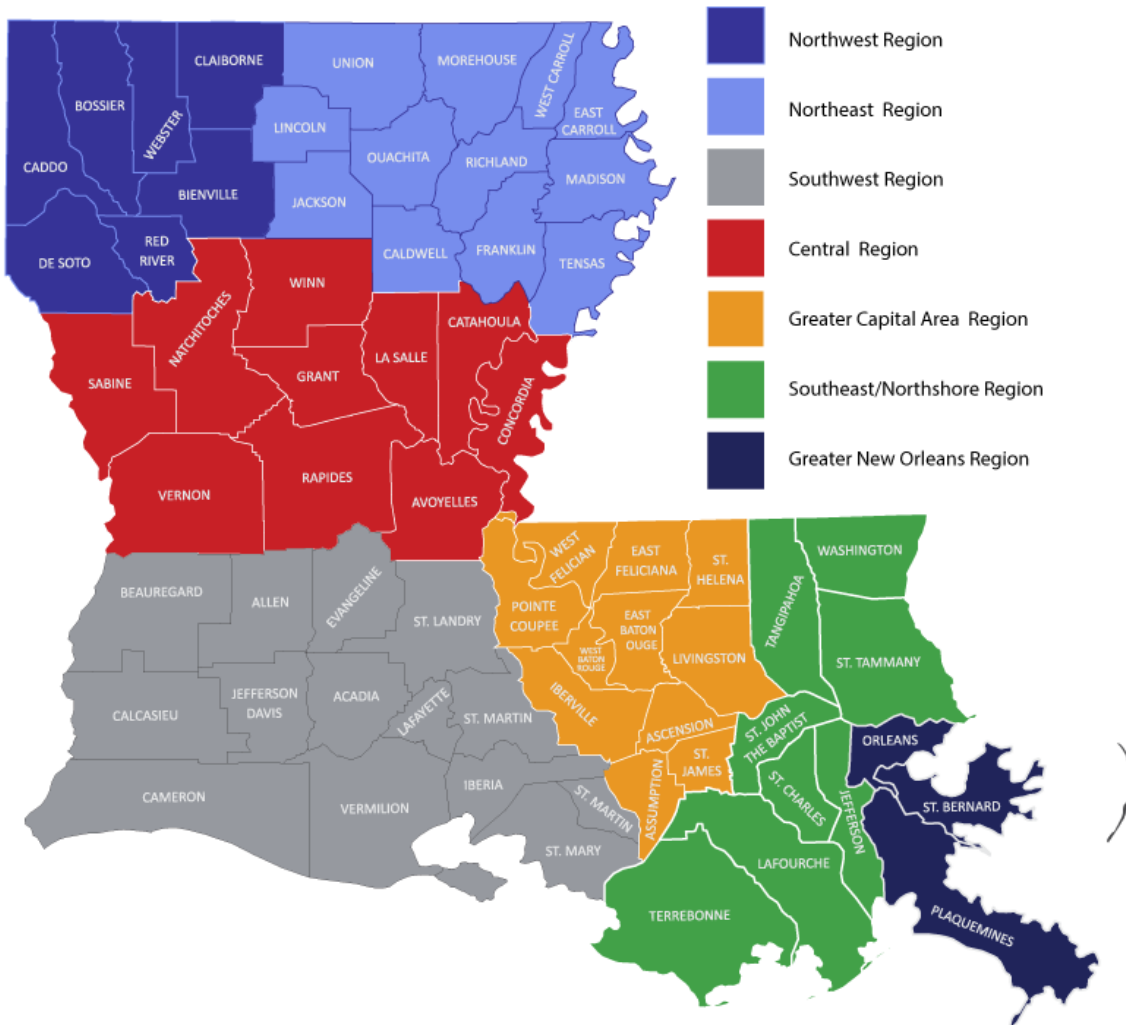 Northwest Region
Northeast Region
Southwest Region
Central Region
Greater Capital Area Region
Southeast/Northshore Region
Greater New Orleans Region
CADDO
BOSSIER
WEBSTER
CLAIBORNE
BIENVILLE
DE SOTO
RED
RIVER
UNION
MOREHOUSE
WEST CARROLL
EAST
CARROLL
LINCOLN
OUACHITA
RICHLAND
MADISON
JACKSON
CALDWELL
FRANKLIN
TENSAS
NATCHITOCHES
WINN
SABINE
GRANT
LA SALLE
CATAHOULA
CONCORDIA
VERNON
RAPIDES
AVOYELLES
BEAUREGARD
ALLEN
EVANGELINE
ST. LANDRY
CALCASIEU
JEFFERSON
DAVIS
ACADIA
LAFAYETTE
ST. MARTIN
CAMERON
VERMILION
IBERIA
ST. MARTIN
ST. MARY
WEST
FELICIAN
EAST
FELICIANA
ST.
HELENA
POINTE
COUPEE
WEST
BATON
ROUGE
EAST
BATON
OUGE
LIVINGSTON
IBERVILLE
ASCENSION
ST.
JAMES
ASSUMPTION
TANGIPAHOA
WASHINGTON
ST. TAMMANY
ST. JOHN
THE BAPTIST
ST. CHARLES
JEFFERSON
LAFOURCHE
TERREBONNE
ORLEANS
ST. BERNARD
PLAQUEMINES